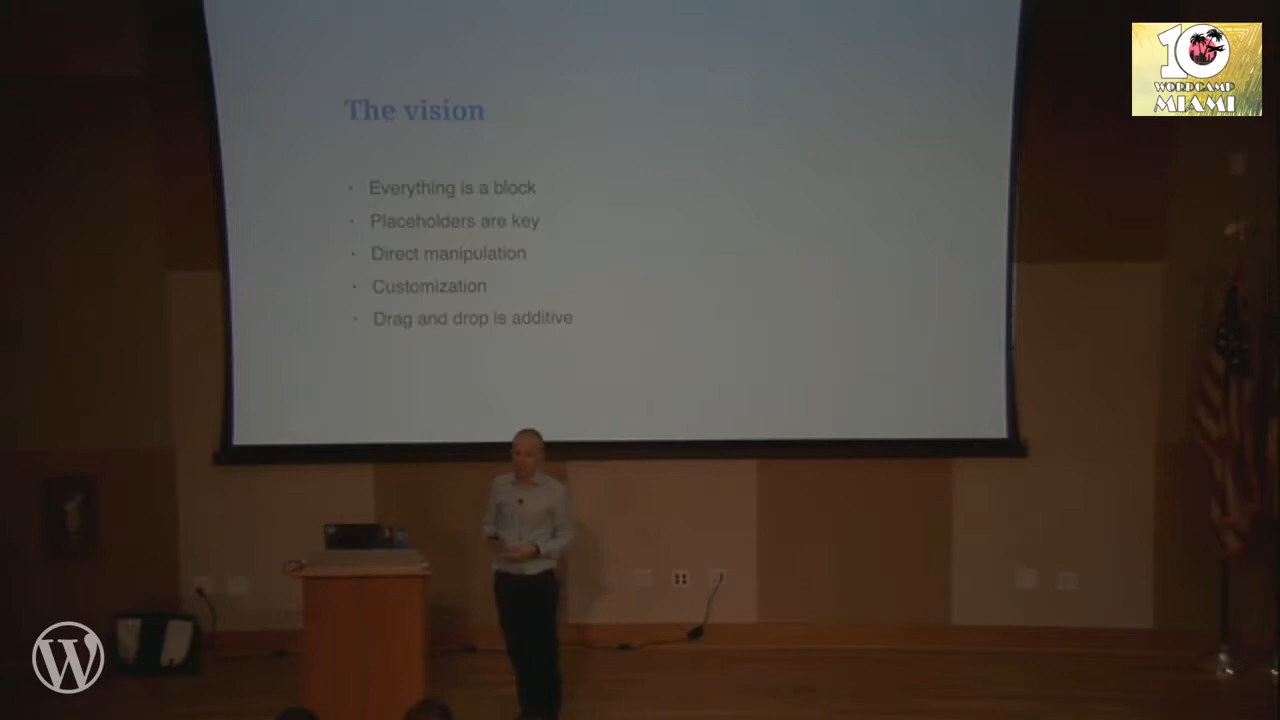 The vision
· Everything is a block
· Placeholders are key
· Direct manipulation
· Customization
· Drag and drop is additive
10
WORDCAMP
MIAMI
W